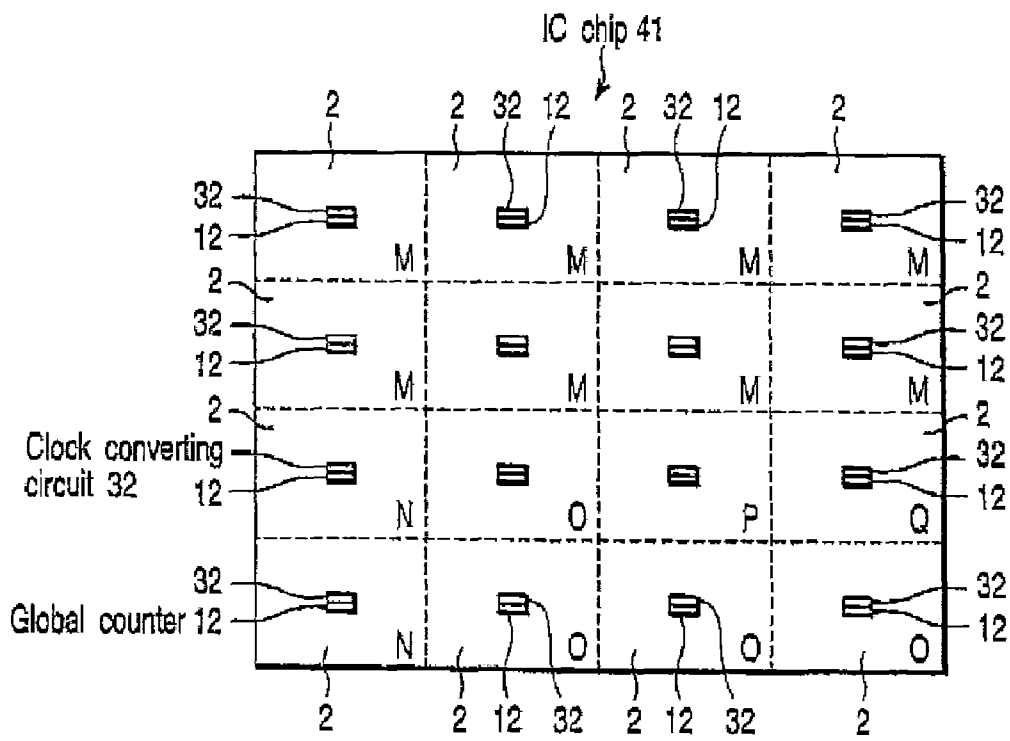 IC chip 41
2 2 32 12 2 32 12 2
32 32
12 12
M M M M
2 2
32 32
12 12
M M M M
2 2
Clock converting
circuit 32
32
12 12
N O P Q
32 32
Global counter 12 12
N O O O
2 2 12 32 2 12 32 2